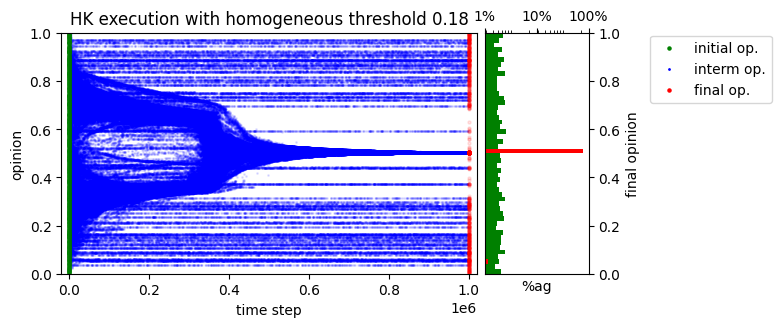 HK execution with homogeneous threshold 0.18
1% 10% 100%
initial op.
interm op.
final op.
1.0 1.0
0.8 0.8
0.6 0.6
0.4 0.4
0.2 0.2
0.0 0.0
opinion
final opinion
0.0 0.2 0.4 0.6 0.8 1.0
1e6
time step
%ag